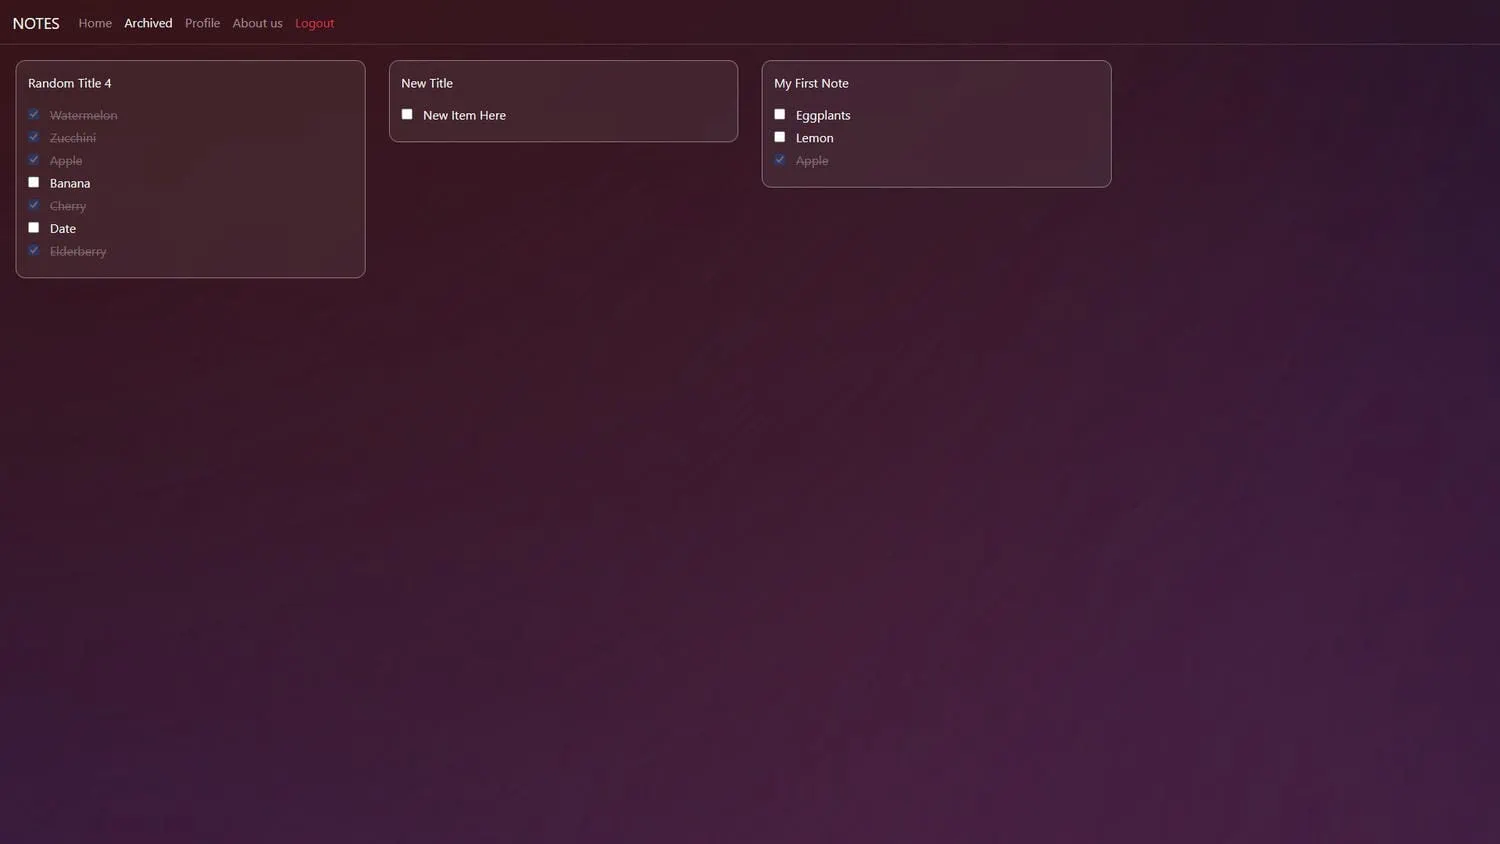 NOTES Home Archived Profile About us Logout
Random Title 4
Watermelon
Zucchini
Apple
Banana
Cherry
Date
Elderberry
New Title
New Item Here
My First Note
Eggplants
Lemon
Apple